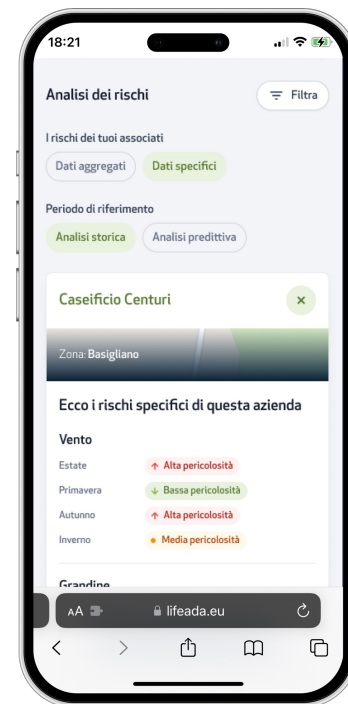 18:21
Analisi dei rischi
Filtra
I rischi dei tuoi associati
Dati aggregati Dati specifici
Periodo di riferimento
Analisi storica Analisi predittiva
Caseificio Centuri
Zona: Basigliano
Ecco i rischi specifici di questa azienda
Vento
Estate ↑ Alta pericolosità
Primavera ↓ Bassa pericolosità
Autunno ↑ Alta pericolosità
Inverno • Media pericolosità
Grandine
AA lifeada.eu